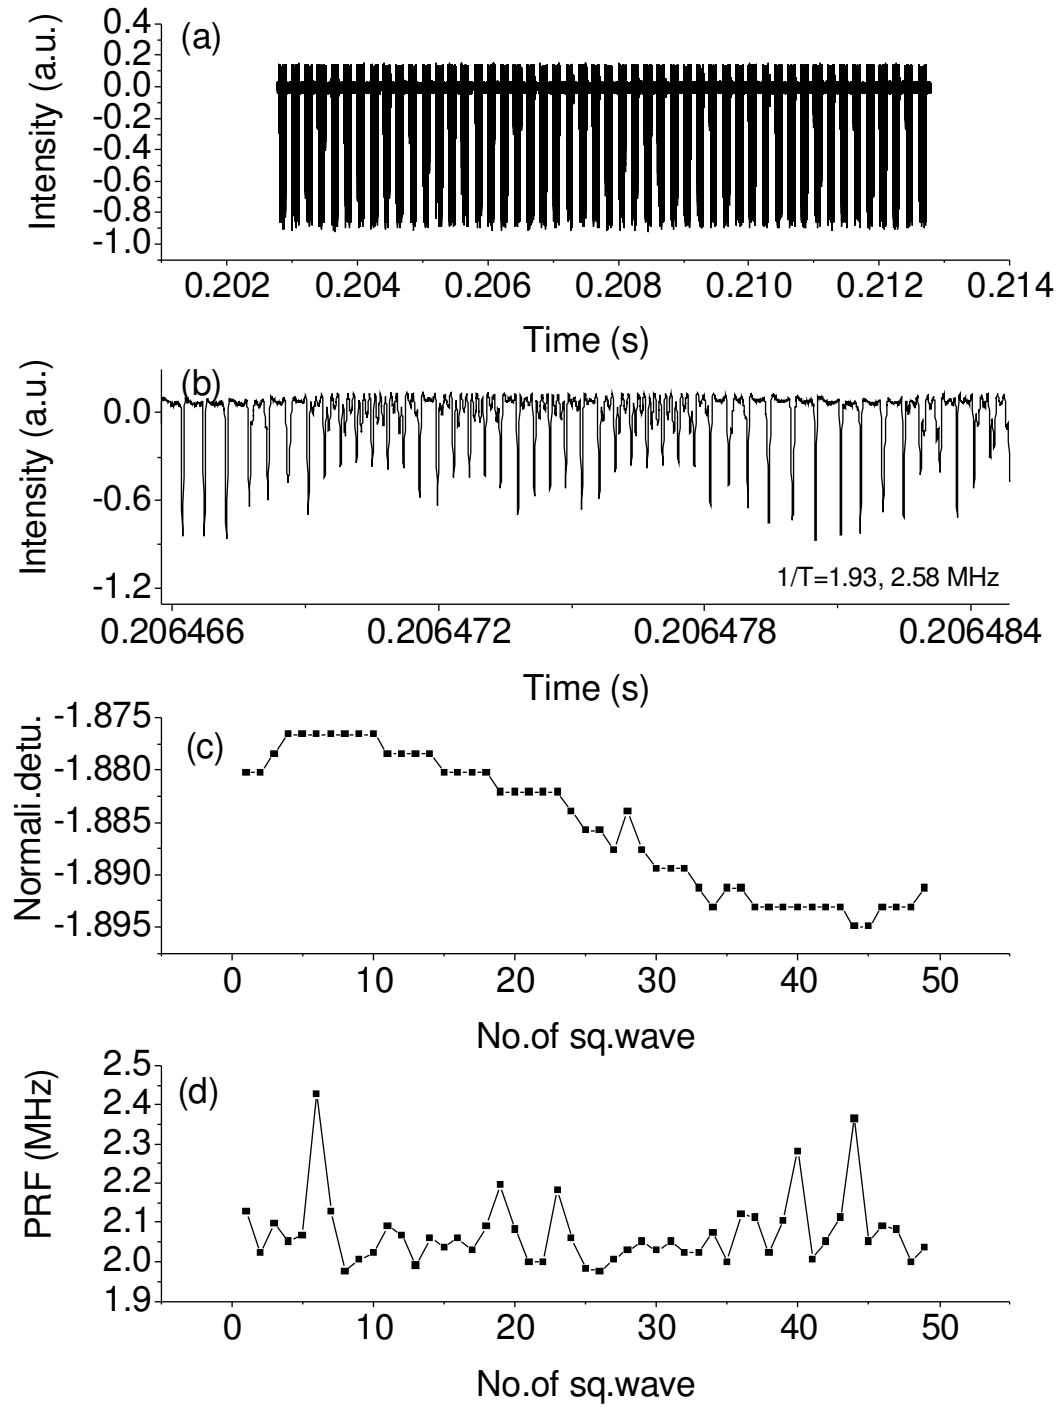 (a)
Intensity (a.u.)
0.4
0.2
0.0
-0.2
-0.4
-0.6
-0.8
-1.0
0.202 0.204 0.206 0.208 0.210 0.212 0.214
Time (s)
(b)
Intensity (a.u.)
0.0
-0.6
-1.2
1/T=1.93, 2.58 MHz
0.206466 0.206472 0.206478 0.206484
Time (s)
(c)
Normali.detu.
-1.875
-1.880
-1.885
-1.890
-1.895
0 10 20 30 40 50
No.of sq.wave
(d)
PRF (MHz)
2.5
2.4
2.3
2.2
2.1
2.0
1.9
0 10 20 30 40 50
No.of sq.wave